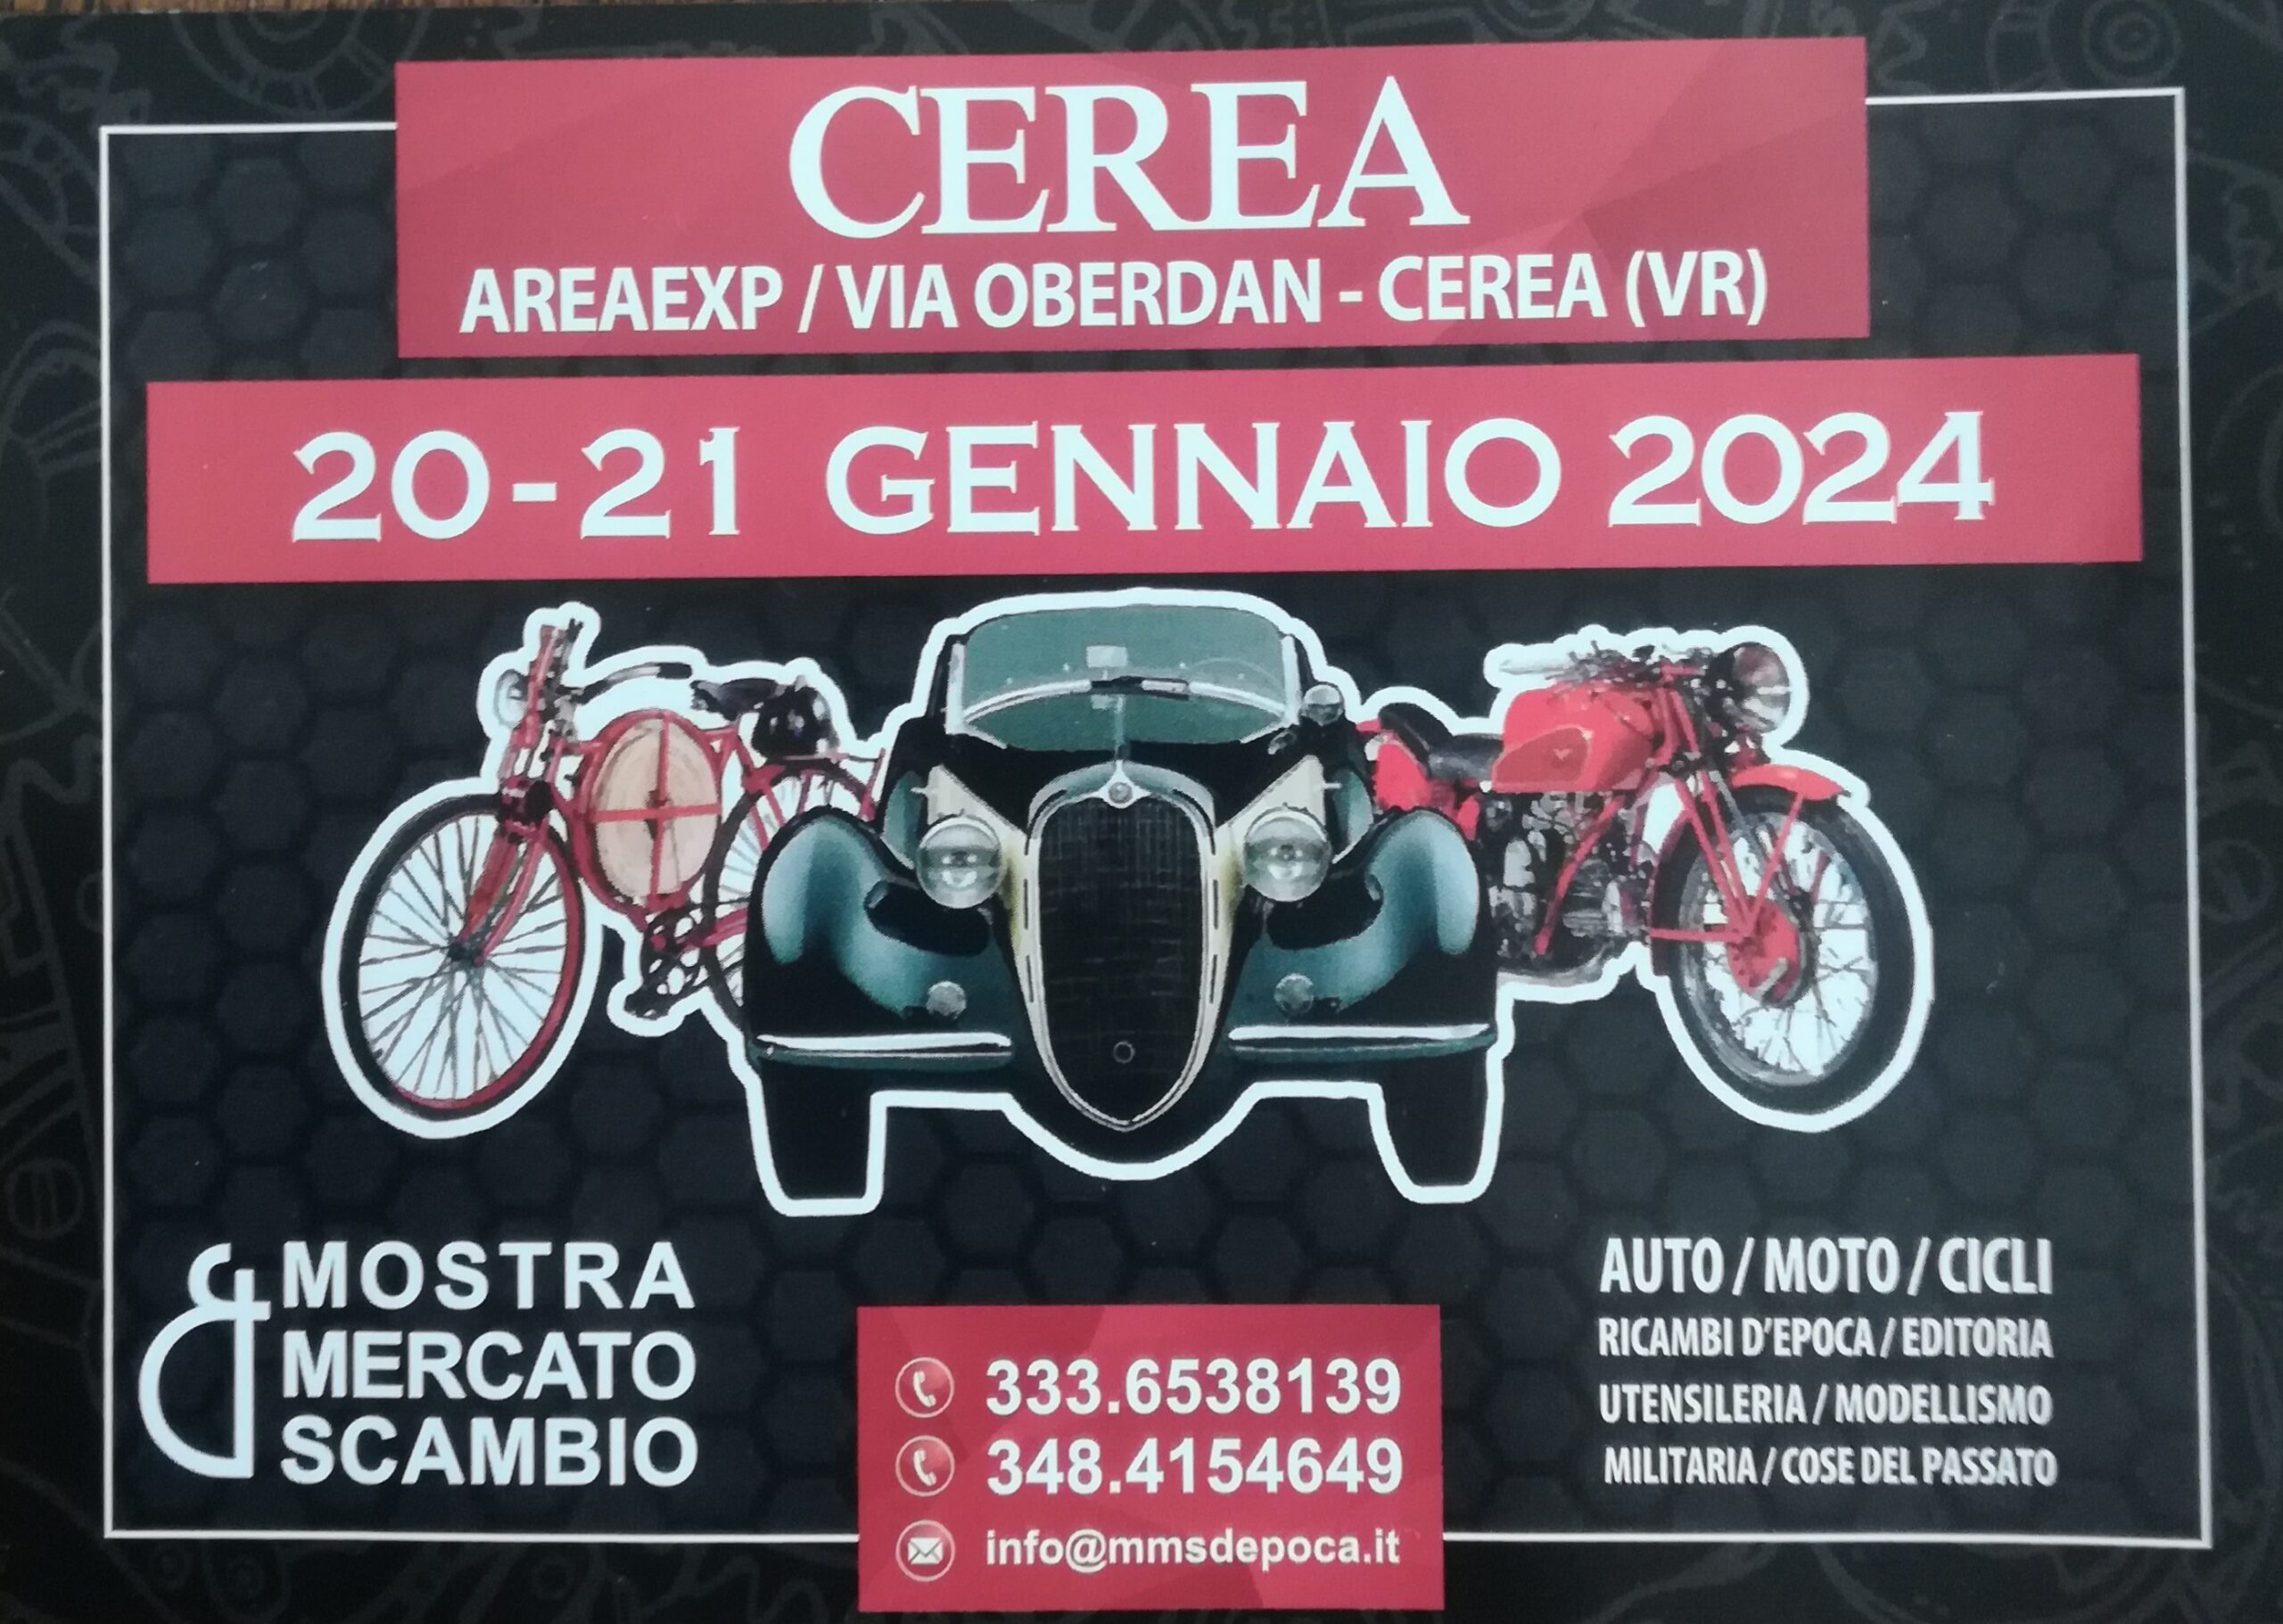 CEREA
AREAEXP / VIA OBERDAN - CEREA (VR)
20-21 GENNAIO 2024
& MOSTRA
MERCATO
SCAMBIO
333.6538139
348.4154649
info@mmsdepoca.it
AUTO / MOTO / CICLI
RICAMBI D'EPOCA / EDITORIA
UTENSILERIA / MODELLISMO
MILITARIA / COSE DEL PASSATO